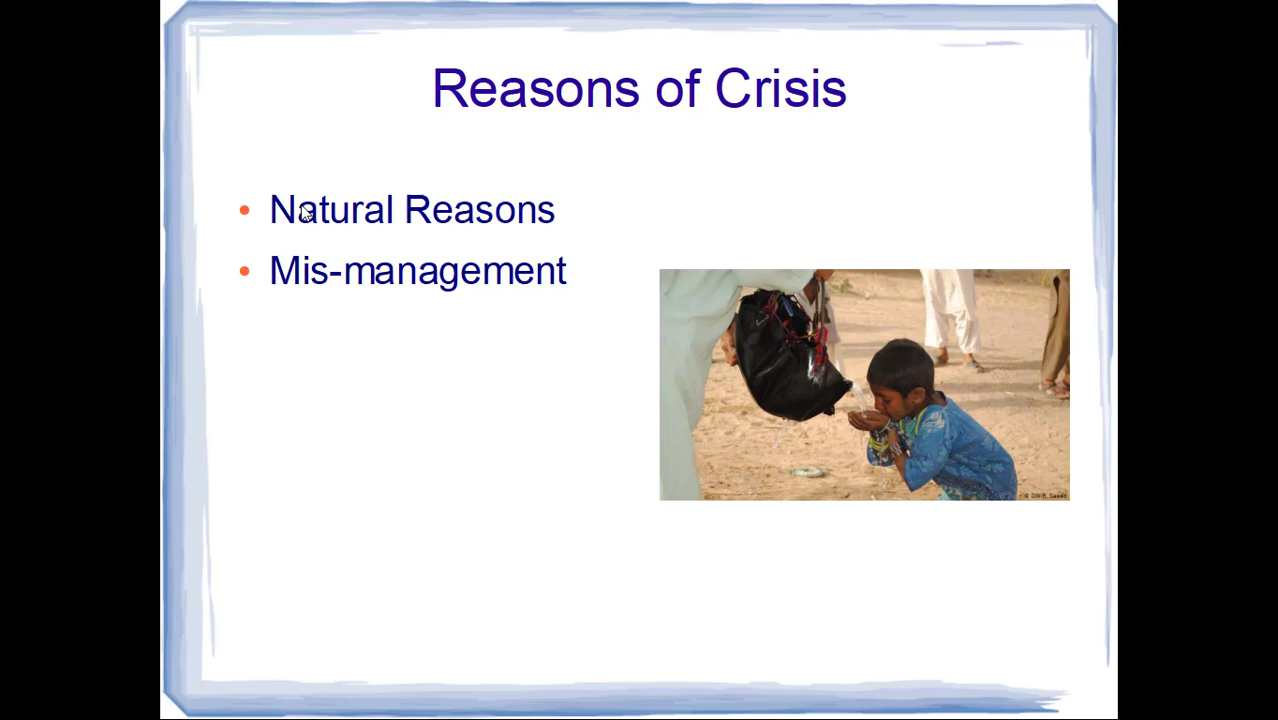 Reasons of Crisis
Natural Reasons
Mis-management